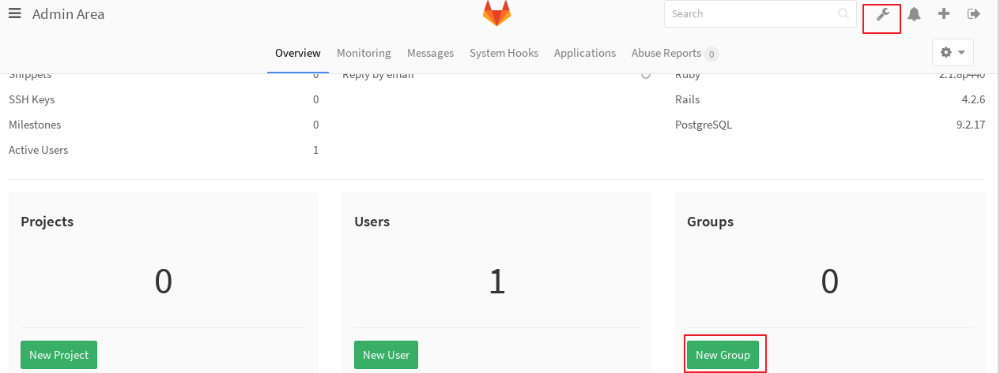 Admin Area
Search
Overview Monitoring Messages System Hooks Applications Abuse Reports 0
Snippets 0
Reply by email
Ruby 2.1.8p440
SSH Keys 0
Rails 4.2.6
Milestones 0
PostgreSQL 9.2.17
Active Users 1
Projects
0
New Project
Users
1
New User
Groups
0
New Group